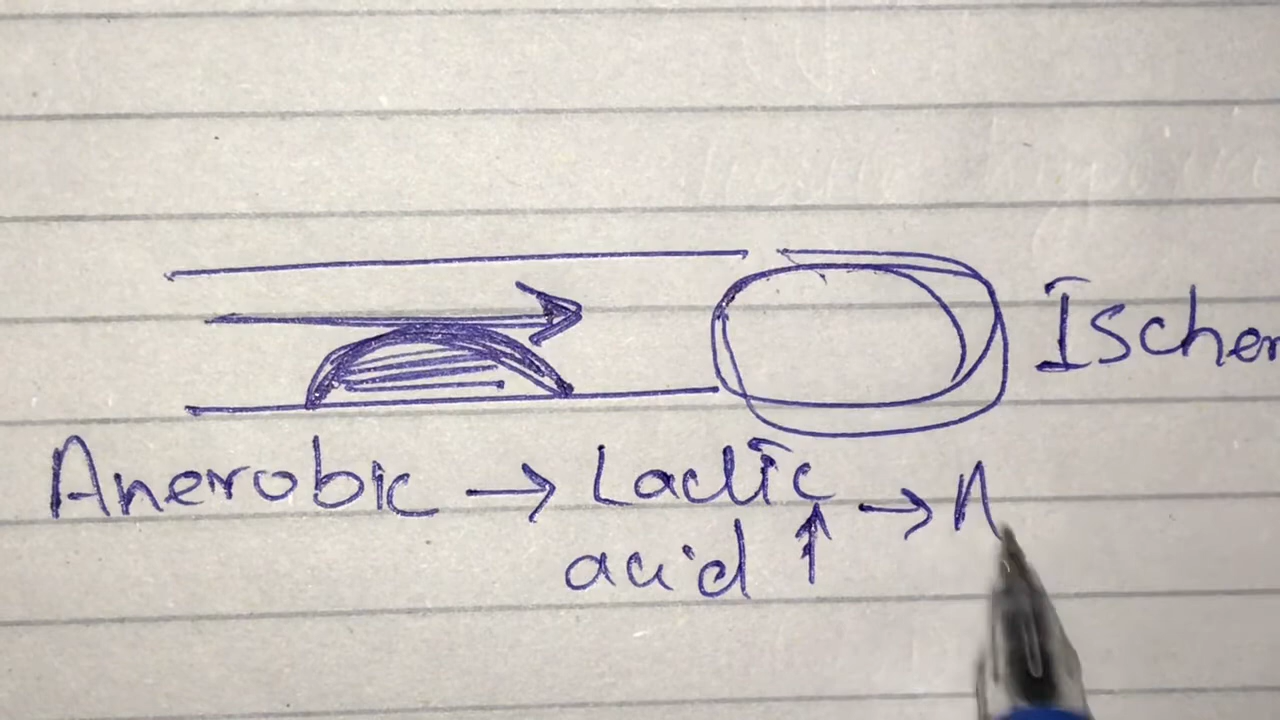 Ischem
Anerobic → Lactic → N
acid ↑